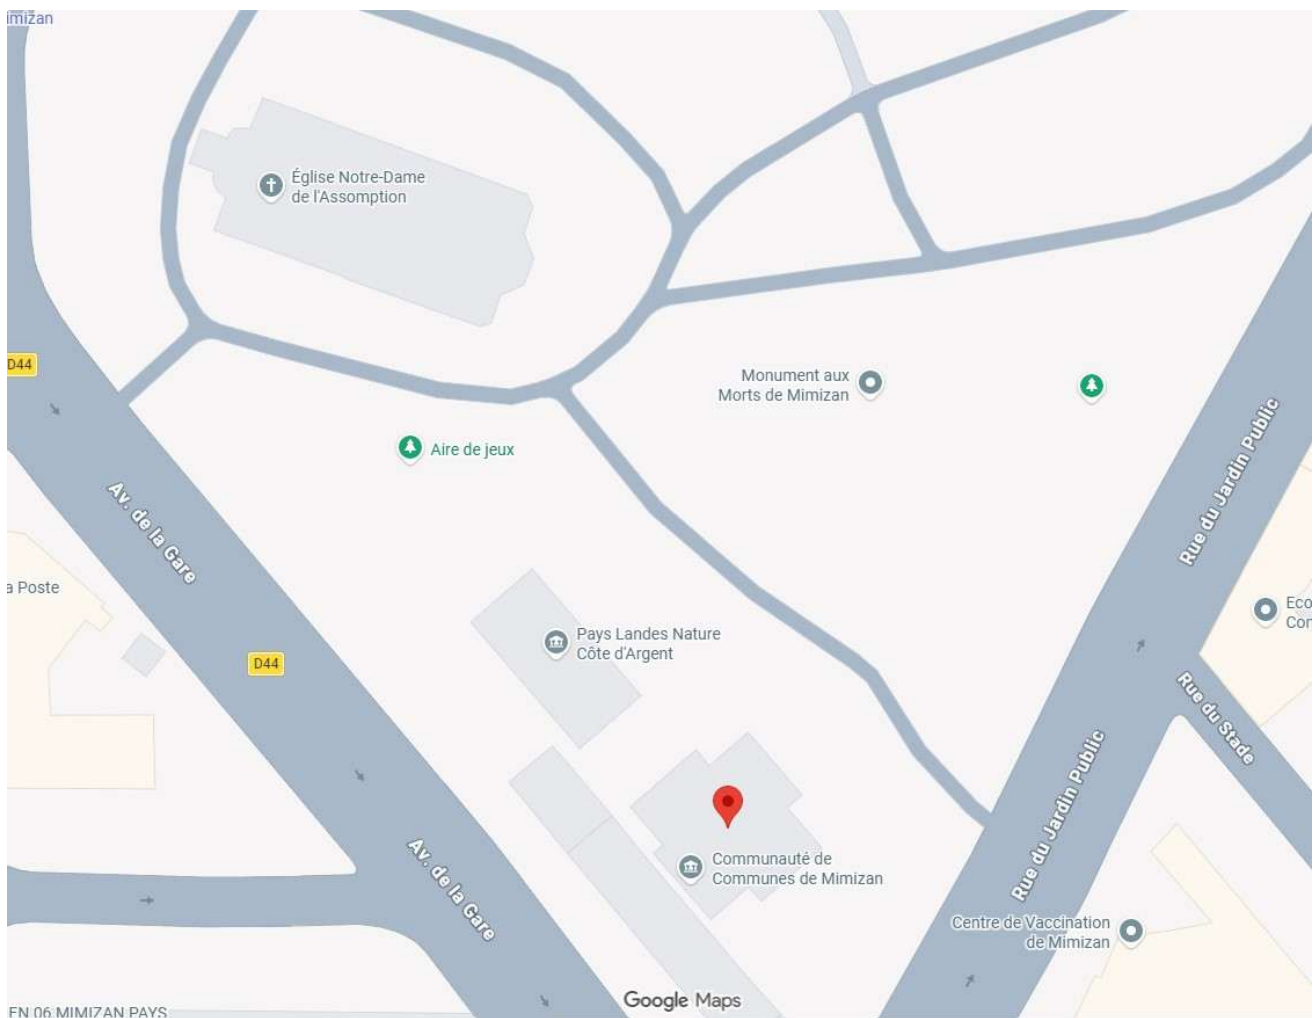 imizan
Église Notre-Dame
de l'Assomption
D44
Monument aux
Morts de Mimizan
Aire de jeux
Av. de la Gare
Rue du Jardin Public
a Poste
Pays Landes Nature
Côte d'Argent
Eco
Con
D44
Rue du Stade
Rue du Jardin Public
Communauté de
Communes de Mimizan
Av. de la Gare
Centre de Vaccination
de Mimizan
Google Maps
EN 06 MIMIZAN PAYS